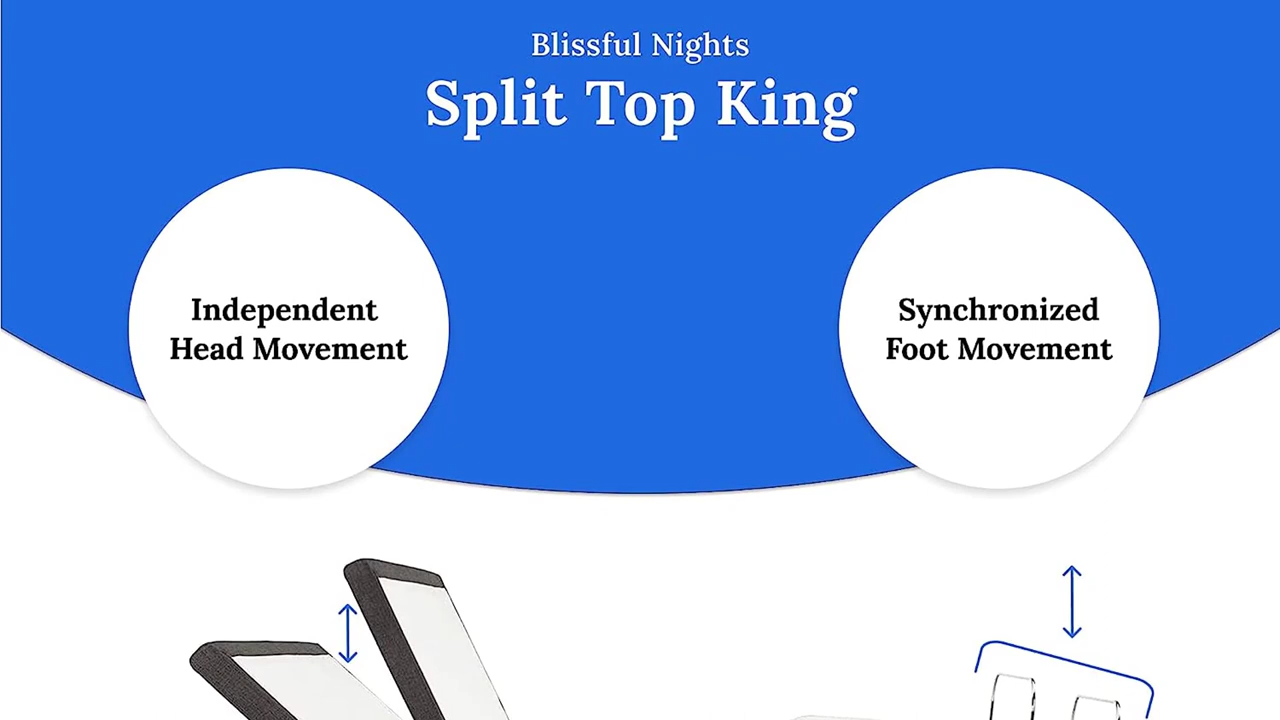 Blissful Nights
Split Top King
Independent
Head Movement
Synchronized
Foot Movement